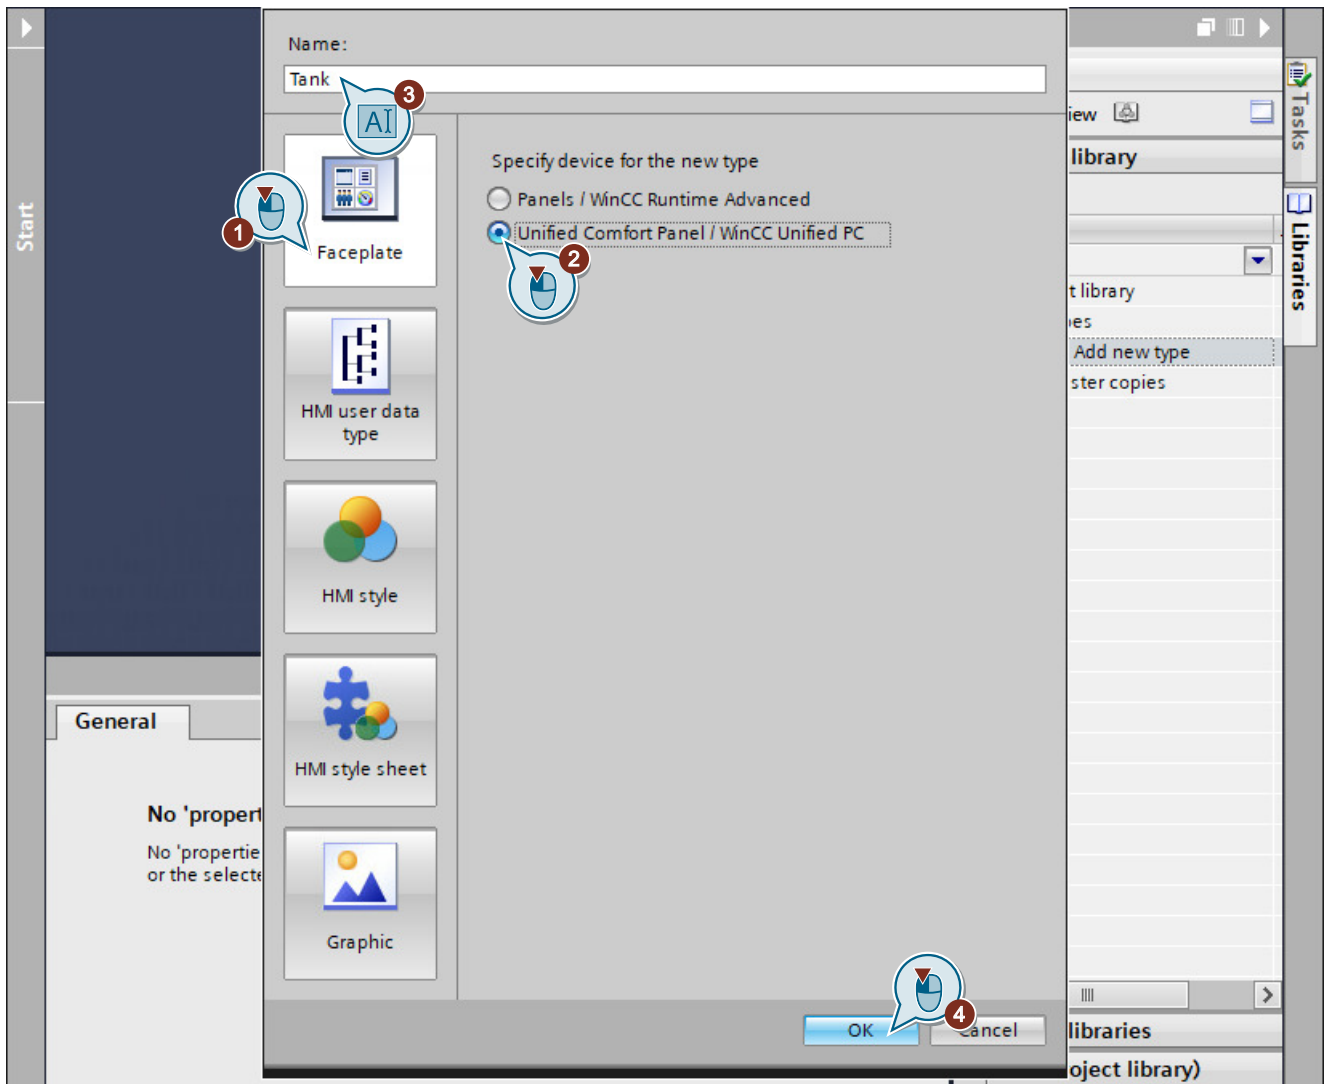 Name:
Tank
3
AI
iew
Tasks
library
Start
Specify device for the new type
Panels / WinCC Runtime Advanced
1
Faceplate
Unified Comfort Panel / WinCC Unified PC
2
Libraries
t library
es
Add new type
ster copies
HMI user data
type
HMI style
General
HMI style sheet
No 'propert
No 'propertie
or the selecte
Graphic
4
OK
Cancel
libraries
oject library)